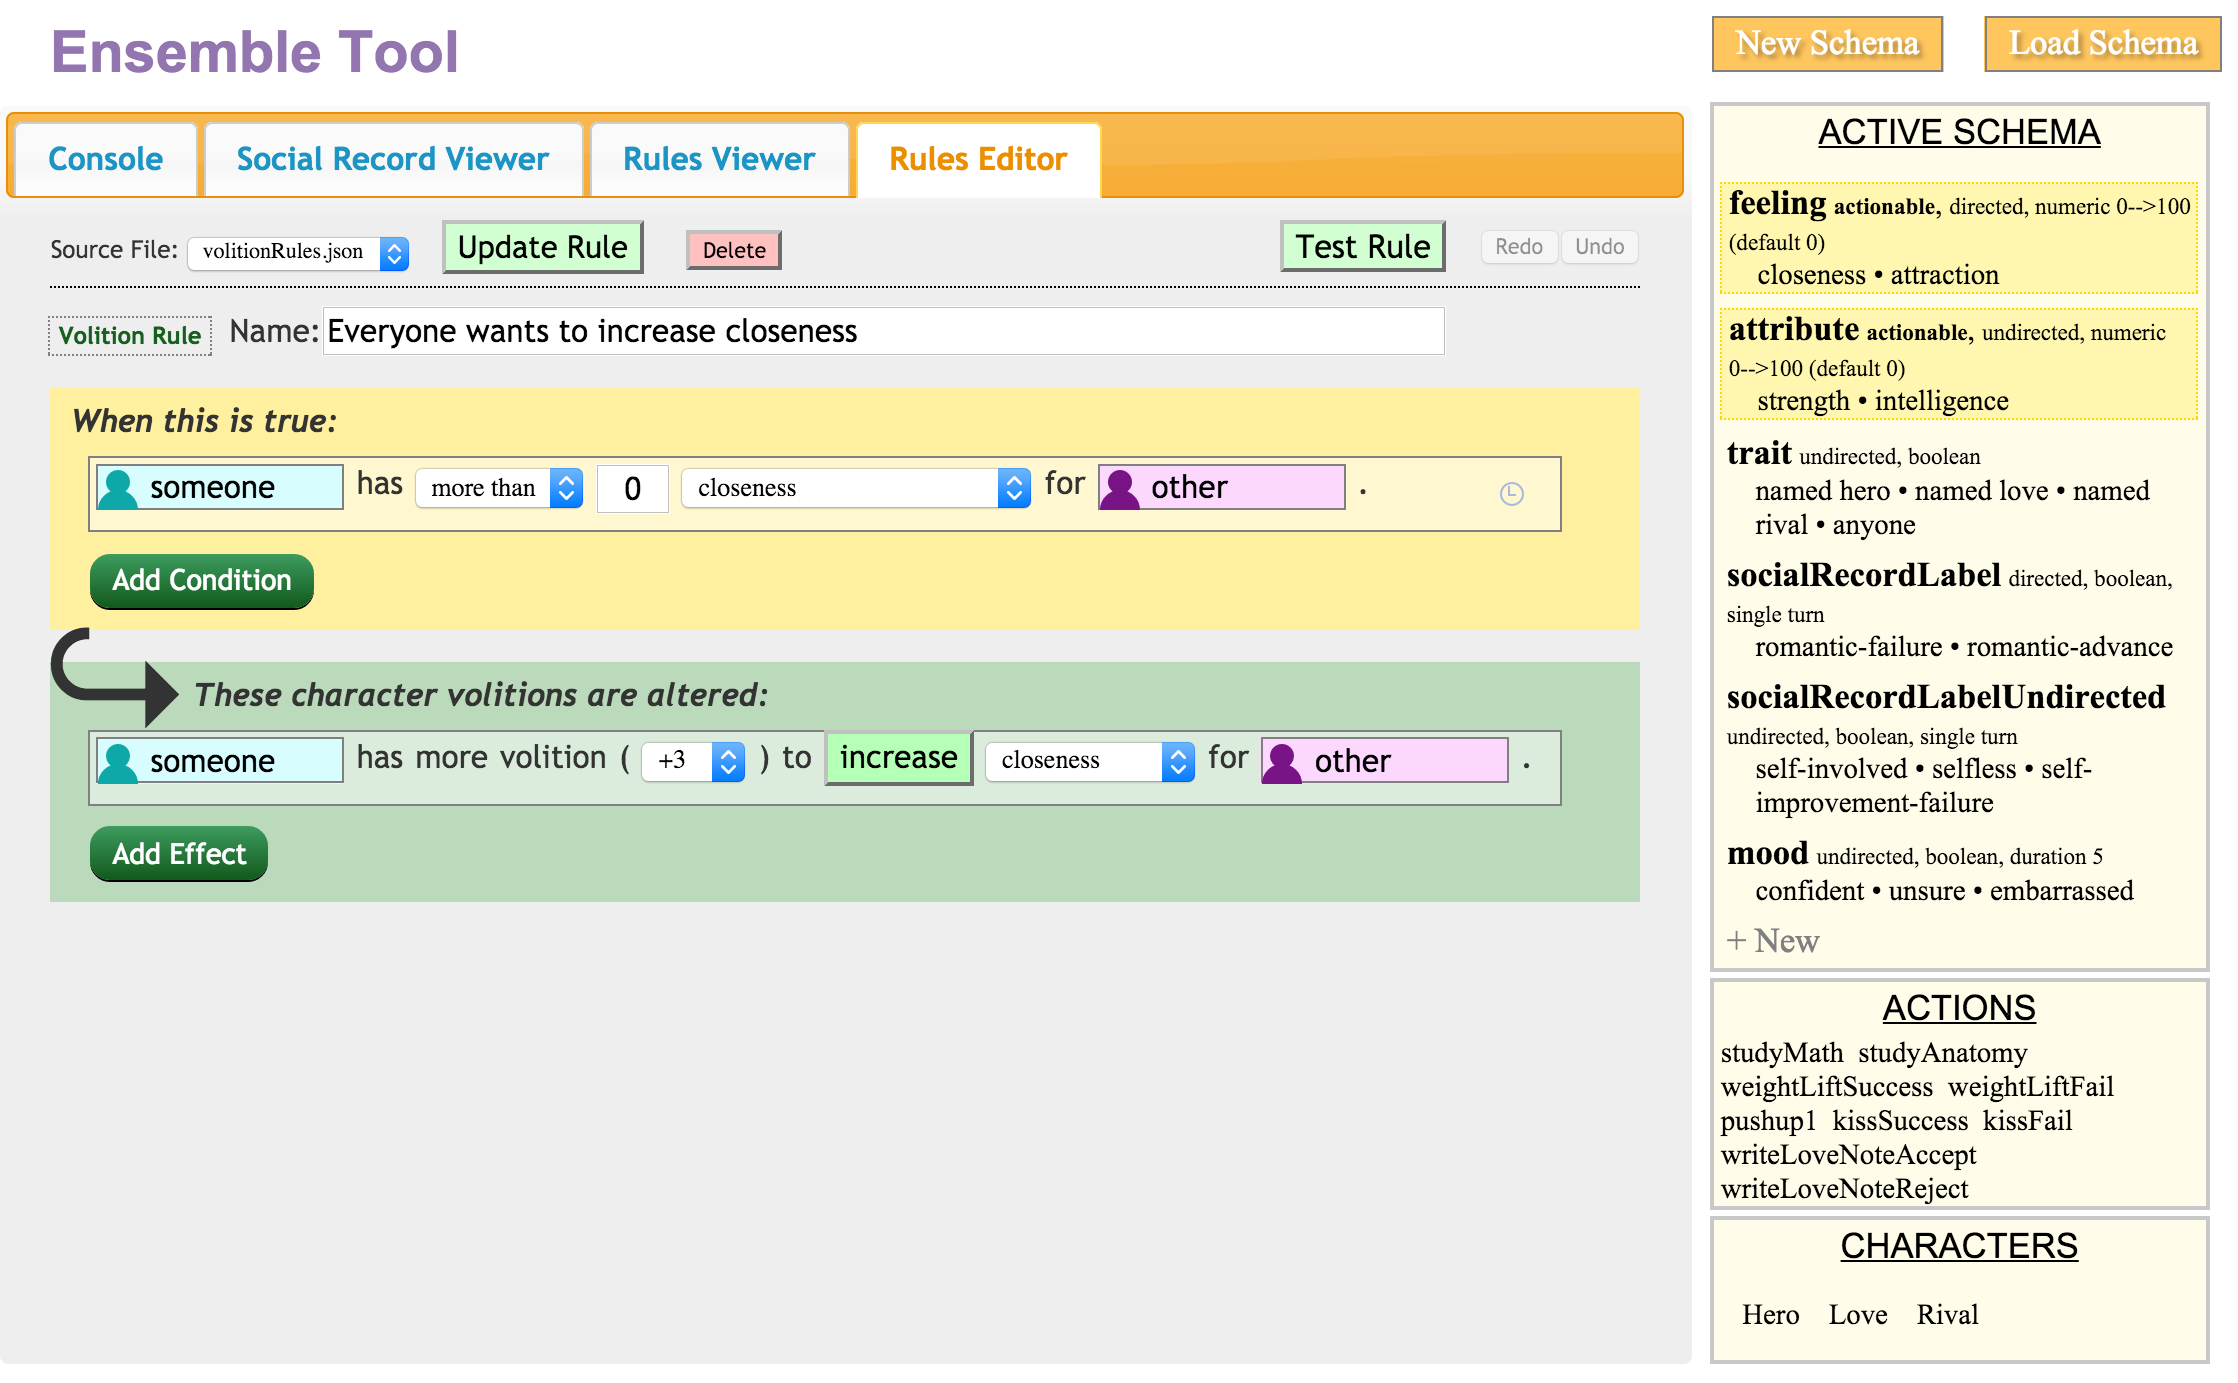 Ensemble Tool
New Schema
Load Schema
Console
Social Record Viewer
Rules Viewer
Rules Editor
Source File:
volitionRules.json
Update Rule
Delete
Test Rule
Redo
Undo
Volition Rule
Name:
Everyone wants to increase closeness
When this is true:
someone has more than 0 closeness for other .
Add Condition
These character volitions are altered:
someone has more volition ( +3 ) to increase closeness for other .
Add Effect
ACTIVE SCHEMA
feeling actionable, directed, numeric 0-->100
(default 0)
closeness • attraction
attribute actionable, undirected, numeric
0-->100 (default 0)
strength • intelligence
trait undirected, boolean
named hero • named love • named
rival • anyone
socialRecordLabel directed, boolean,
single turn
romantic-failure • romantic-advance
socialRecordLabelUndirected
undirected, boolean, single turn
self-involved • selfless • self-
improvement-failure
mood undirected, boolean, duration 5
confident • unsure • embarrassed
+ New
ACTIONS
studyMath studyAnatomy
weightLiftSuccess weightLiftFail
pushup1 kissSuccess kissFail
writeLoveNoteAccept
writeLoveNoteReject
CHARACTERS
Hero Love Rival